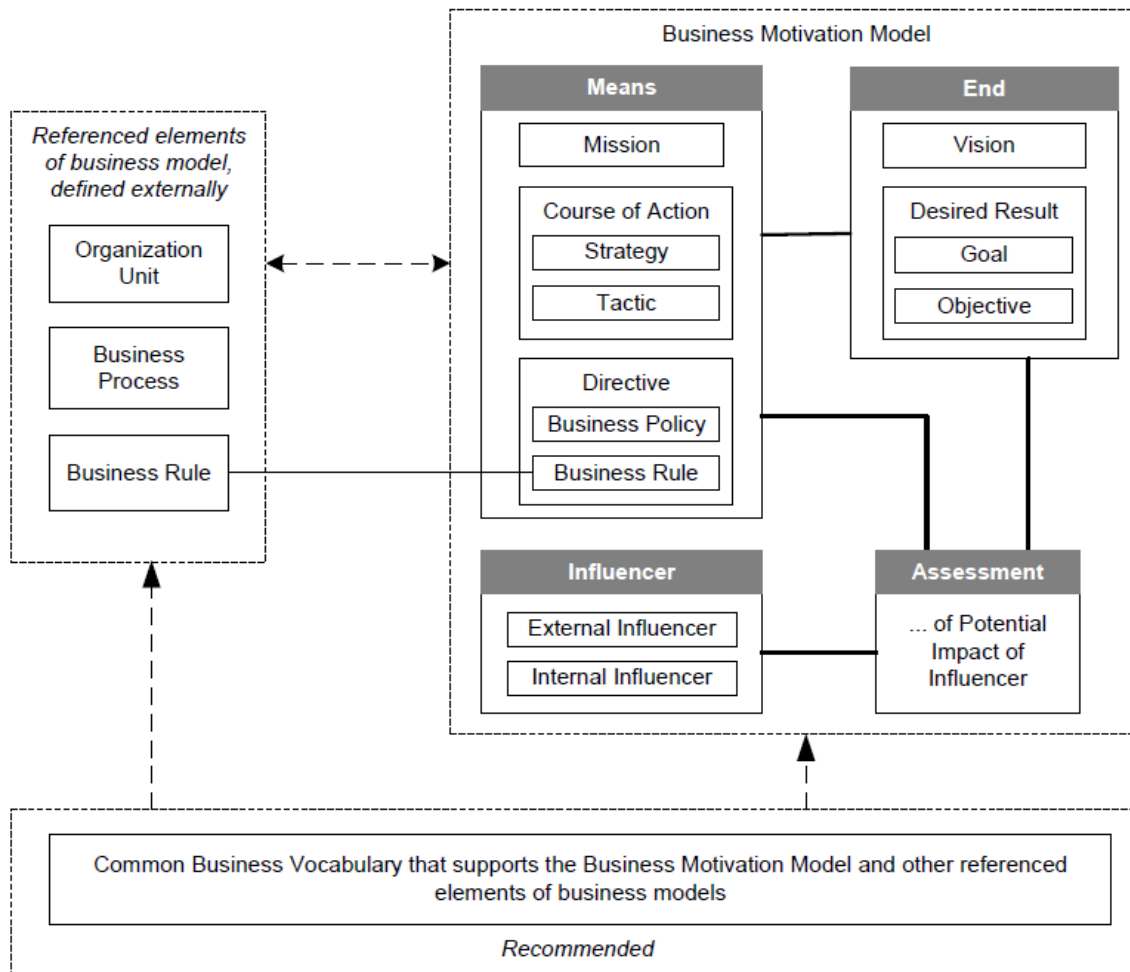 Business Motivation Model
Referenced elements
of business model,
defined externally
Organization
Unit
Business
Process
Business Rule
Means
Mission
Course of Action
Strategy
Tactic
Directive
Business Policy
Business Rule
End
Vision
Desired Result
Goal
Objective
Influencer
External Influencer
Internal Influencer
Assessment
... of Potential
Impact of
Influencer
Common Business Vocabulary that supports the Business Motivation Model and other referenced
elements of business models
Recommended